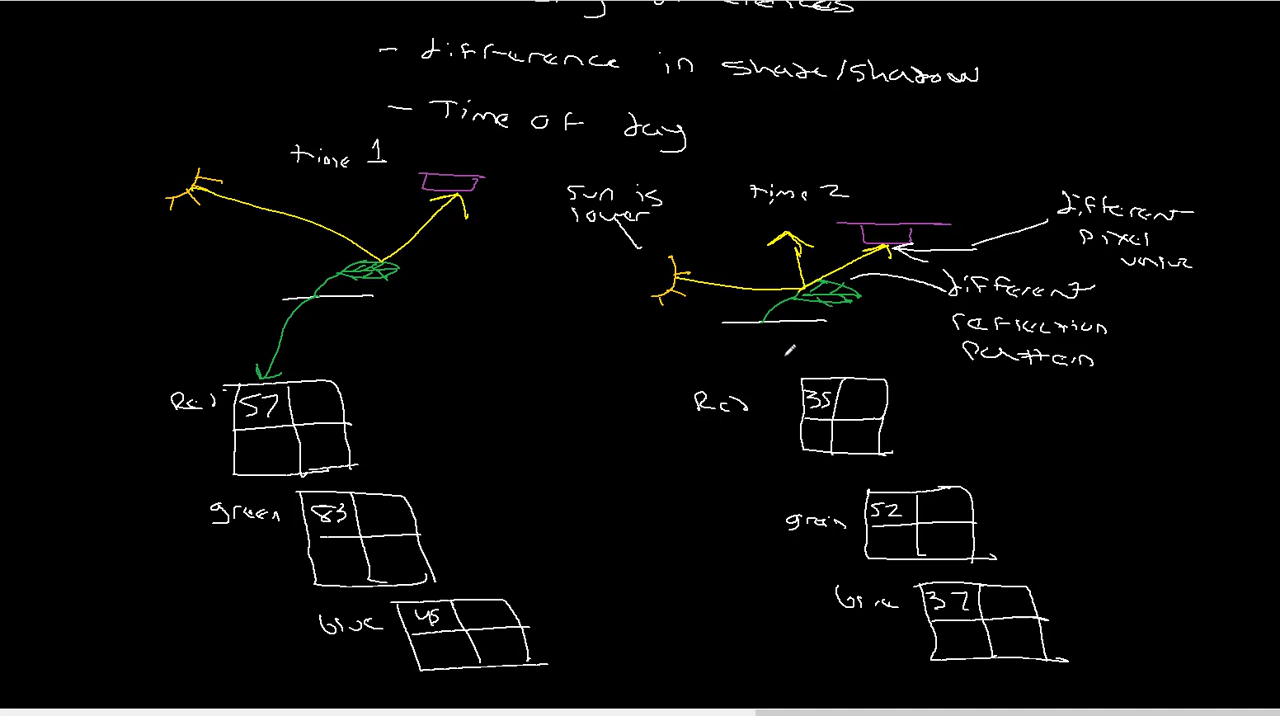 - difference in shade/shadow
- Time of day
time 1
Sun is
lower
time 2
different
pixel
value
different
reflection
pattern
Red
57
Red
35
green
83
grein
52
blue
45
blue
37